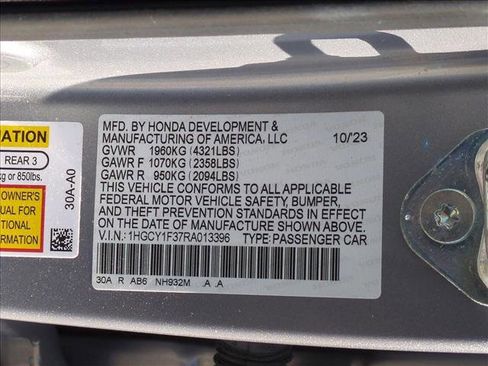 MFD. BY HONDA DEVELOPMENT &
MANUFACTURING OF AMERICA, LLC 10/23
GVWR 1960KG (4321LBS)
GAWR F 1070KG (2358LBS)
GAWR R 950KG (2094LBS)
THIS VEHICLE CONFORMS TO ALL APPLICABLE
FEDERAL MOTOR VEHICLE SAFETY, BUMPER,
AND THEFT PREVENTION STANDARDS IN EFFECT
ON THE DATE OF MANUFACTURE SHOWN ABOVE.
V.I.N.: 1HGCY1F37RA013396 TYPE: PASSENGER CAR
30A R AB6 NH932M .A .A
MATION
REAR 3
kg or 850lbs.
OWNER'S
UAL FOR
TIONAL
RMATION
30A-A0